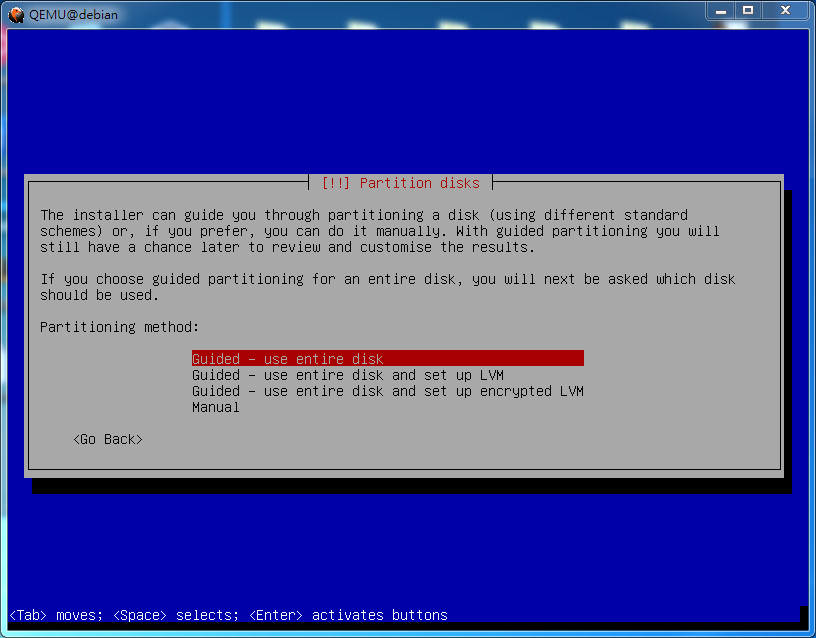 QEMU@debian
[!!] Partition disks
The installer can guide you through partitioning a disk (using different standard
schemes) or, if you prefer, you can do it manually. With guided partitioning you will
still have a chance later to review and customise the results.
If you choose guided partitioning for an entire disk, you will next be asked which disk
should be used.
Partitioning method:
Guided - use entire disk
Guided - use entire disk and set up LVM
Guided - use entire disk and set up encrypted LVM
Manual
<Go Back>
<Tab> moves; <Space> selects; <Enter> activates buttons